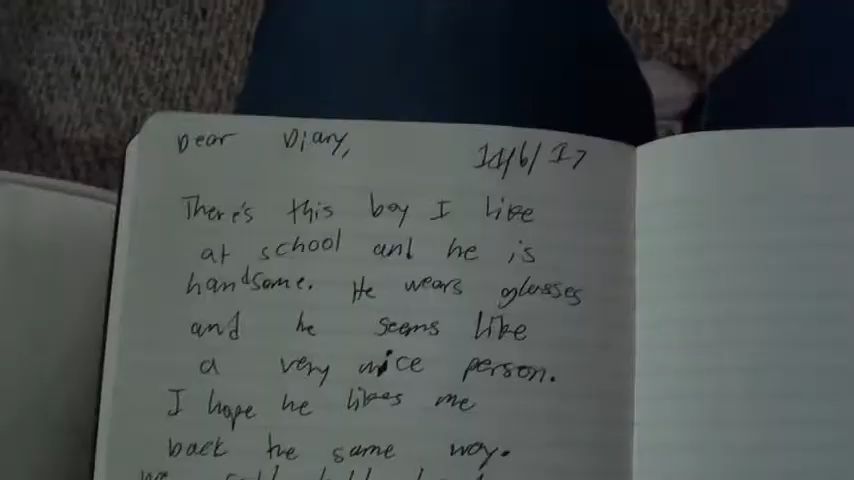 Dear Diary,
14/6/17
There's this boy I like
at school and he is
handsome. He wears glasses
and he seems like
a very nice person.
I hope he likes me
back the same way.